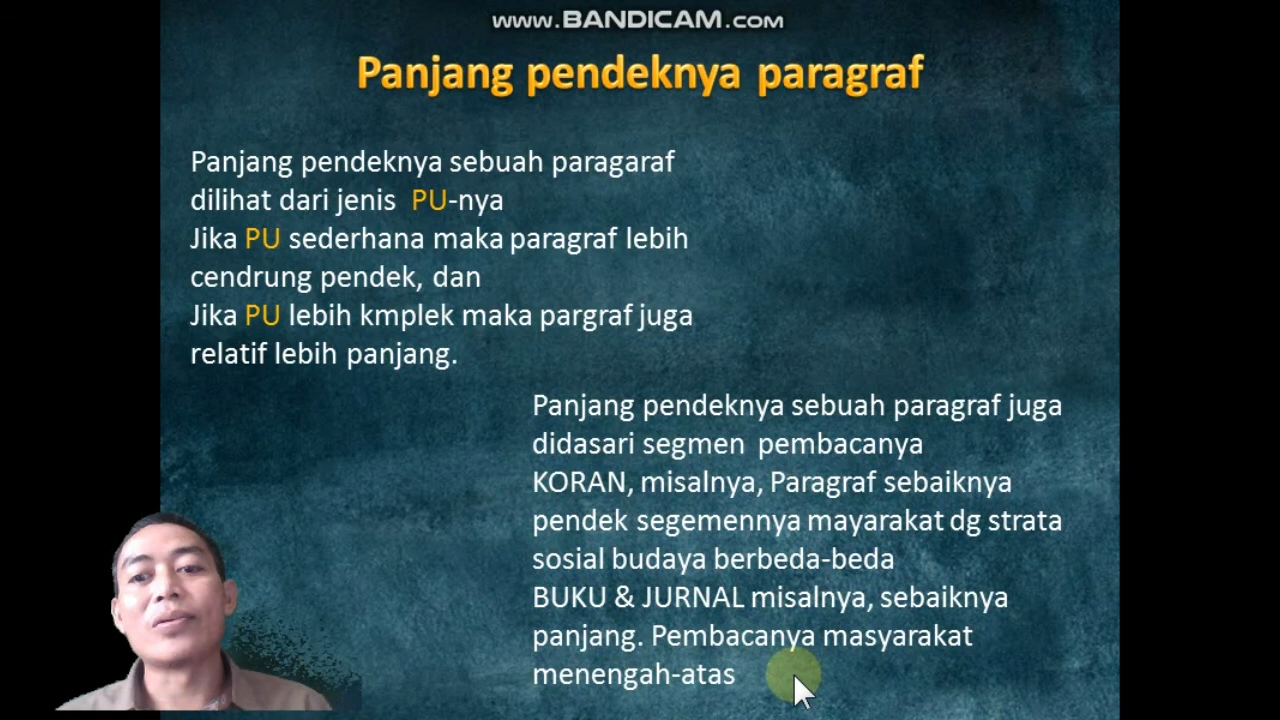 www.BANDICAM.com
Panjang pendeknya paragraf
Panjang pendeknya sebuah paragaraf
dilihat dari jenis PU-nya
Jika PU sederhana maka paragraf lebih
cendrung pendek, dan
Jika PU lebih kmplek maka pargraf juga
relatif lebih panjang.
Panjang pendeknya sebuah paragraf juga
didasari segmen pembacanya
KORAN, misalnya, Paragraf sebaiknya
pendek segemennya mayarakat dg strata
sosial budaya berbeda-beda
BUKU & JURNAL misalnya, sebaiknya
panjang. Pembacanya masyarakat
menengah-atas